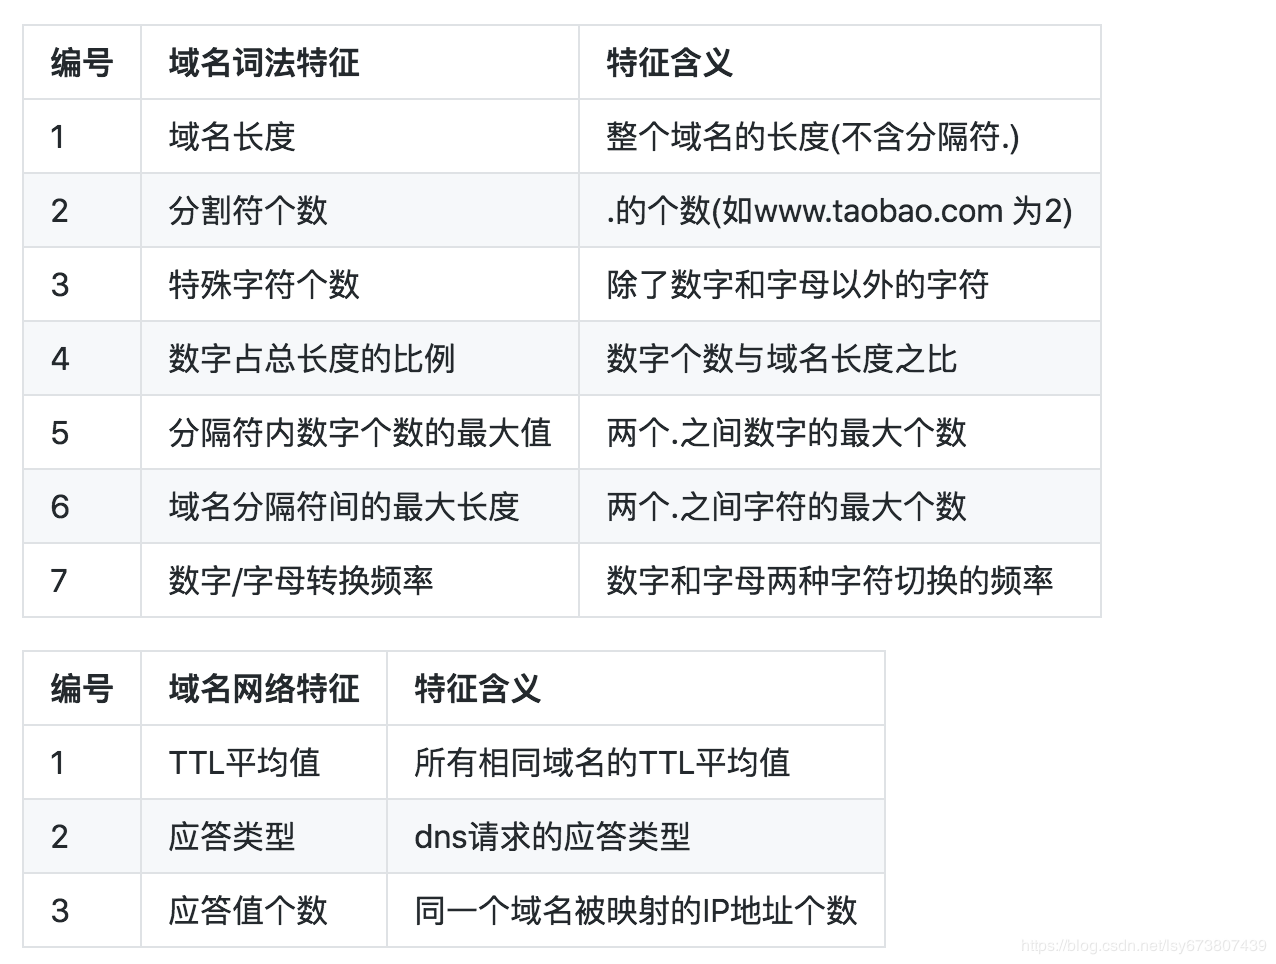 编号 域名词法特征 特征含义
1 域名长度 整个域名的长度(不含分隔符.)
2 分割符个数 .的个数(如www.taobao.com 为2)
3 特殊字符个数 除了数字和字母以外的字符
4 数字占总长度的比例 数字个数与域名长度之比
5 分隔符内数字个数的最大值 两个.之间数字的最大个数
6 域名分隔符间的最大长度 两个.之间字符的最大个数
7 数字/字母转换频率 数字和字母两种字符切换的频率
编号 域名网络特征 特征含义
1 TTL平均值 所有相同域名的TTL平均值
2 应答类型 dns请求的应答类型
3 应答值个数 同一个域名被映射的IP地址个数
https://blog.csdn.net/lsy673807439